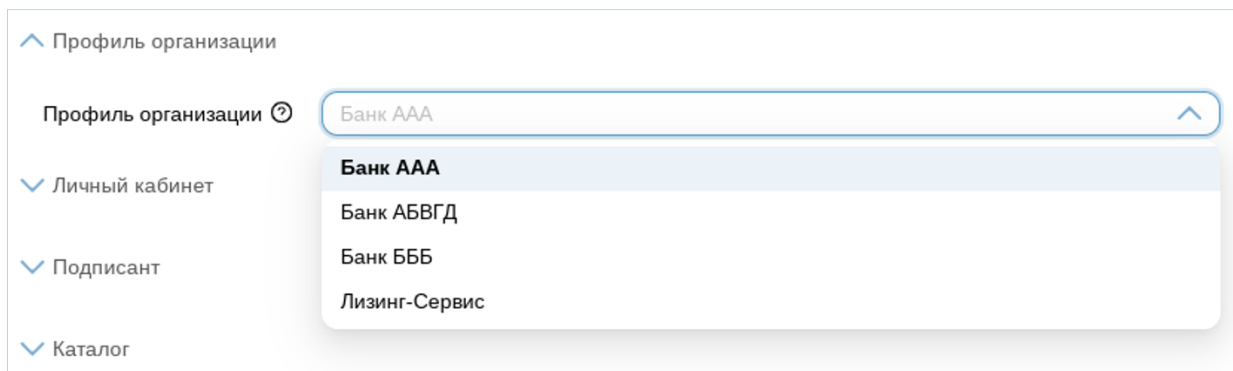 Профиль организации
Профиль организации ?
Банк ААА
Банк ААА
Личный кабинет
Банк АБВГД
Банк БББ
Подписант
Лизинг-Сервис
Каталог